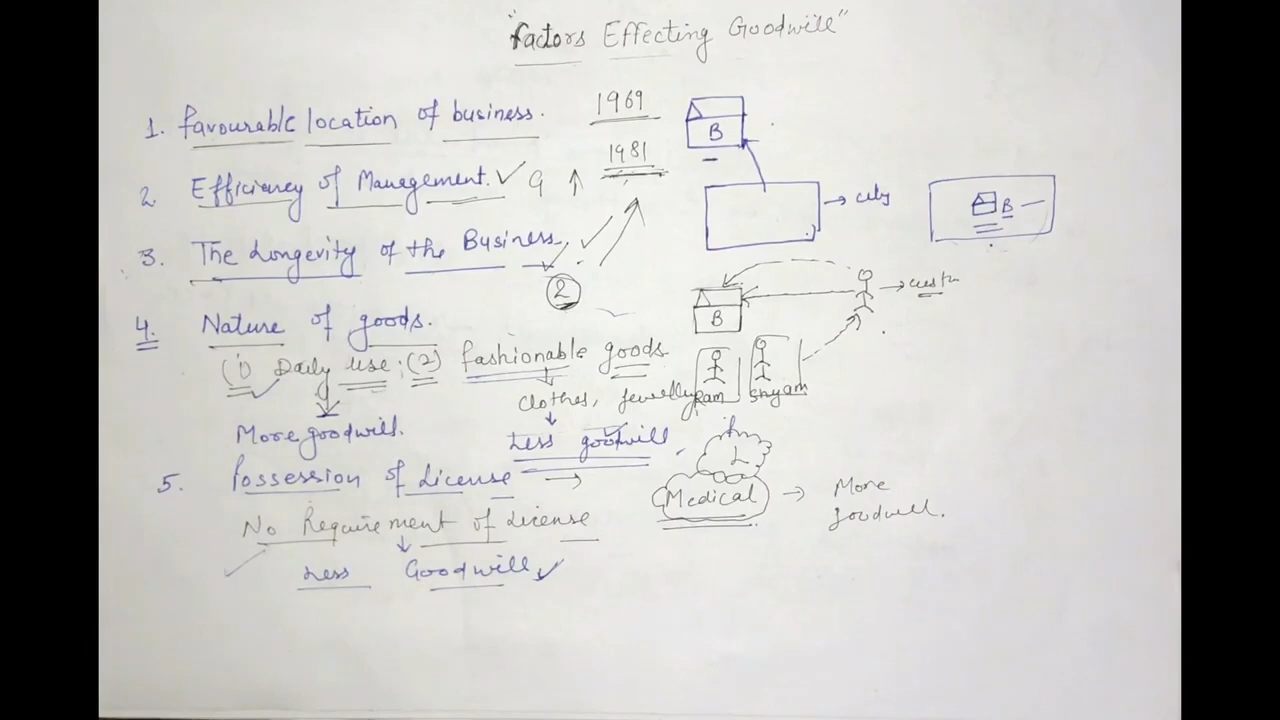 "Factors Effecting Goodwill"
1. Favourable location of business.
1969
B
2 Efficiency of Management. ✓ G ↑
1981
→ city
B
3. The Longevity of the Business
2
B
4. Nature of goods.
(1) Daily use; (2) Fashionable goods
Clothes, Jewellery
Ram
Shyam
More goodwill.
Less goodwill
L
5. Possession of License →
Medical → More goodwill.
No Requirement of License
Less Goodwill ✓